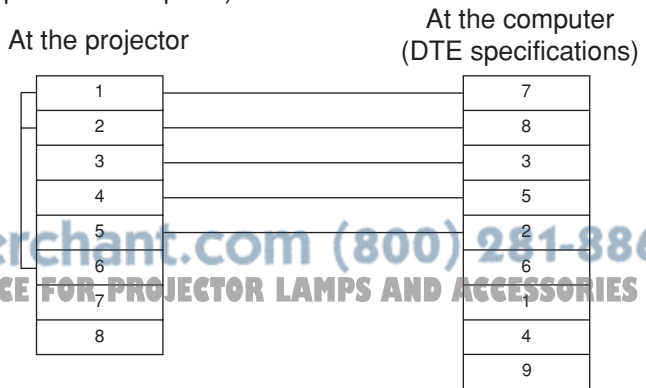 At the projector
At the computer
(DTE specifications)
1 7
2 8
3 3
4 5
5 2
6 6
7 1
8 4
9
erchant.com (800) 281-886
CE FOR PROJECTOR LAMPS AND ACCESSORIES